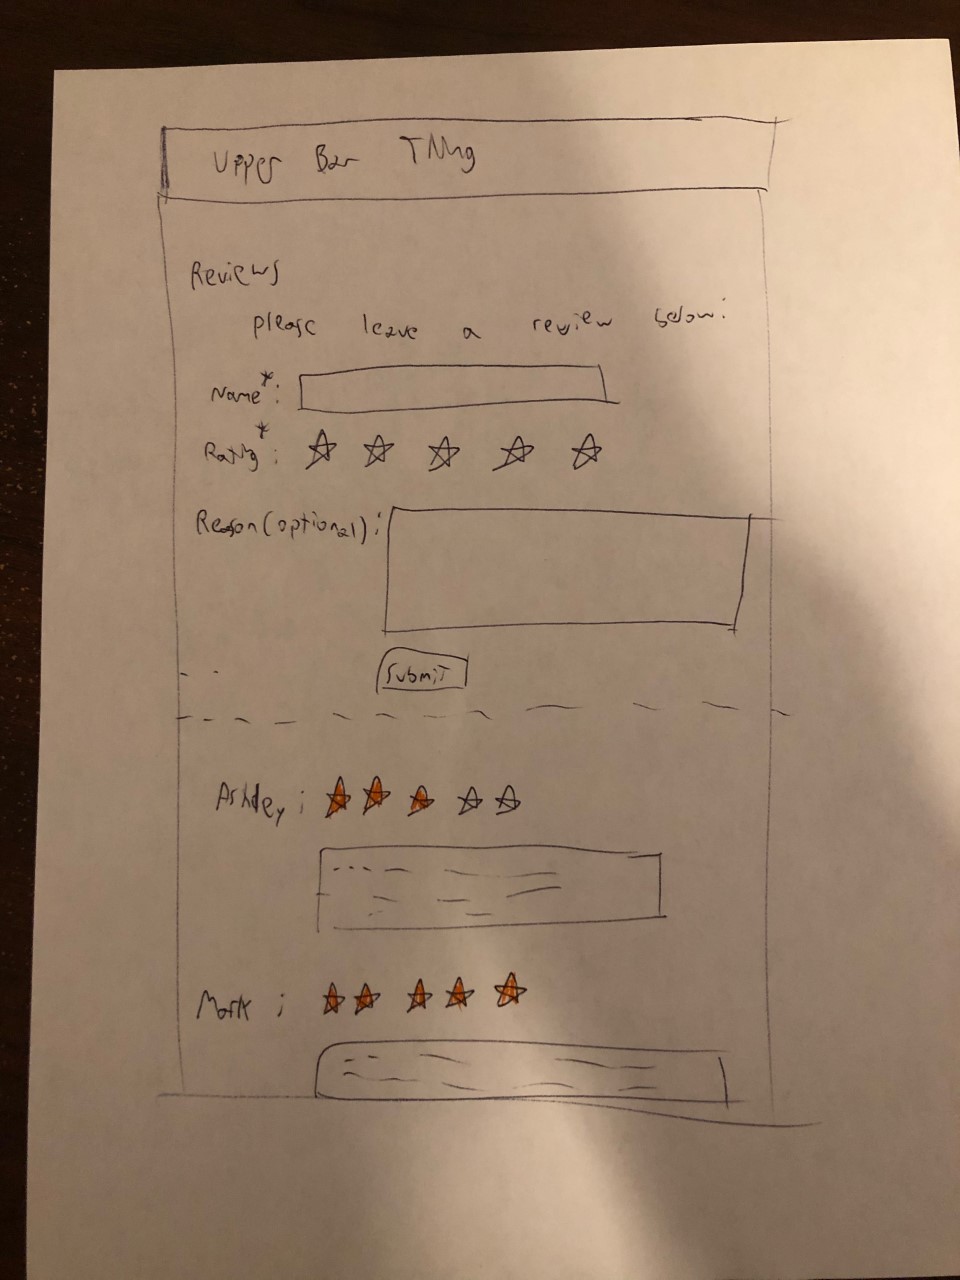 Upper Bar Thing
Reviews
please leave a review below:
Name*:
Rating*:
Reason (optional):
Submit
Ashley:
Mark: